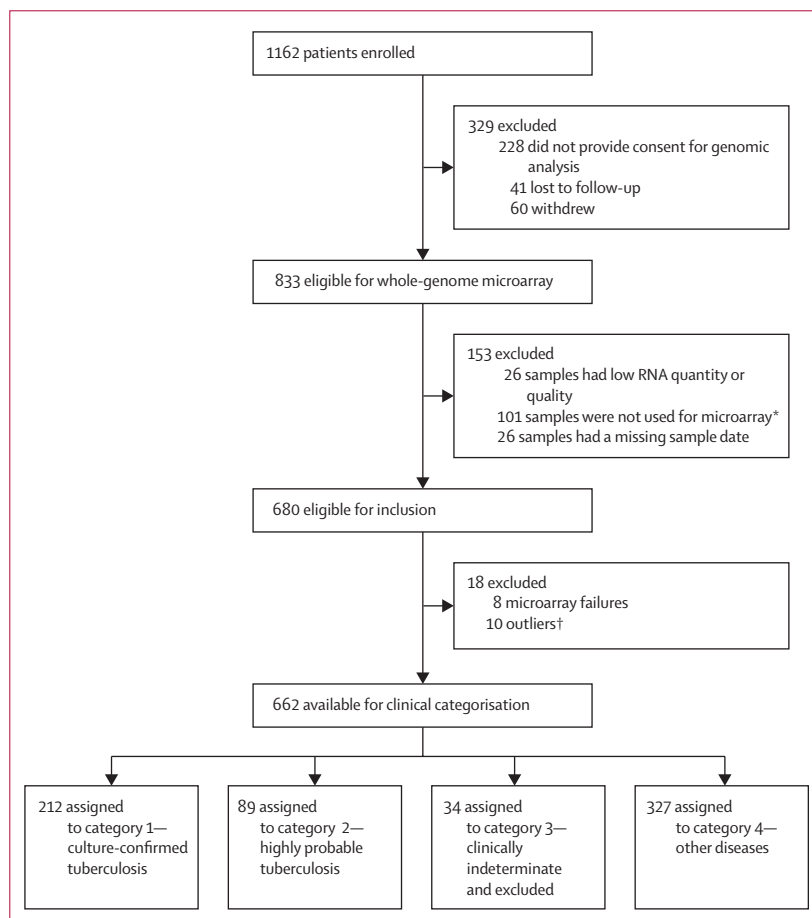 1162 patients enrolled
329 excluded
228 did not provide consent for genomic
analysis
41 lost to follow-up
60 withdrew
833 eligible for whole-genome microarray
153 excluded
26 samples had low RNA quantity or
quality
101 samples were not used for microarray*
26 samples had a missing sample date
680 eligible for inclusion
18 excluded
8 microarray failures
10 outliers†
662 available for clinical categorisation
212 assigned
to category 1—
culture-confirmed
tuberculosis
89 assigned
to category 2—
highly probable
tuberculosis
34 assigned
to category 3—
clinically
indeterminate
and excluded
327 assigned
to category 4—
other diseases